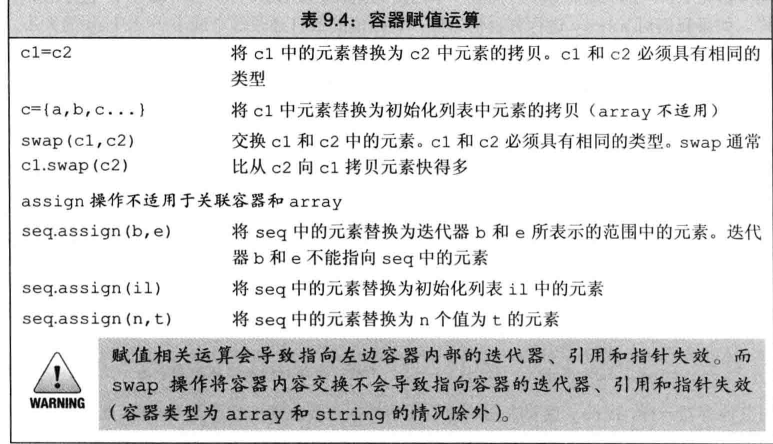 表 9.4：容器赋值运算
c1=c2 将 c1 中的元素替换为 c2 中元素的拷贝。c1 和 c2 必须具有相同的
类型
c={a,b,c...} 将 c1 中元素替换为初始化列表中元素的拷贝（array 不适用）
swap(c1,c2) 交换 c1 和 c2 中的元素。c1 和 c2 必须具有相同的类型。swap 通常
c1.swap(c2) 比从 c2 向 c1 拷贝元素快得多
assign 操作不适用于关联容器和 array
seq.assign(b,e) 将 seq 中的元素替换为迭代器 b 和 e 所表示的范围中的元素。迭代
器 b 和 e 不能指向 seq 中的元素
seq.assign(il) 将 seq 中的元素替换为初始化列表 il 中的元素
seq.assign(n,t) 将 seq 中的元素替换为 n 个值为 t 的元素
赋值相关运算会导致指向左边容器内部的迭代器、引用和指针失效。而
swap 操作将容器内容交换不会导致指向容器的迭代器、引用和指针失效
（容器类型为 array 和 string 的情况除外）。
WARNING